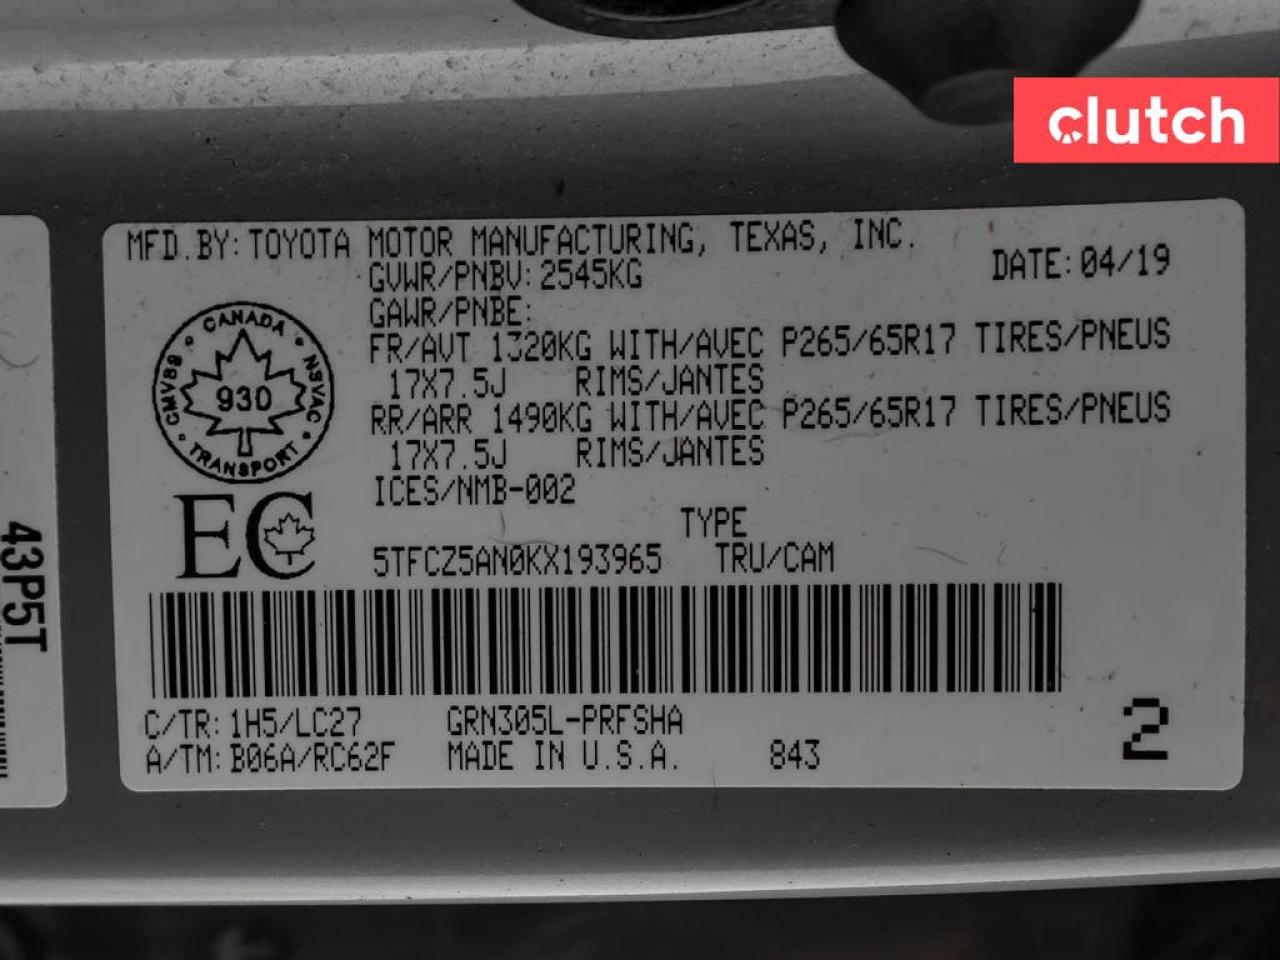 clutch
MFD.BY: TOYOTA MOTOR MANUFACTURING, TEXAS, INC.
GVWR/PNBV: 2545KG
DATE: 04/19
GAWR/PNBE:
FR/AVT 1320KG WITH/AVEC P265/65R17 TIRES/PNEUS
17X7.5J RIMS/JANTES
RR/ARR 1490KG WITH/AVEC P265/65R17 TIRES/PNEUS
17X7.5J RIMS/JANTES
ICES/NMB-002
CANADA
CMVSS
NSVAC
930
TRANSPORT
EC
TYPE
5TFCZ5AN0KX193965 TRU/CAM
C/TR: 1H5/LC27 GRN305L-PRFSHA
A/TM: B06A/RC62F MADE IN U.S.A. 843
2
43P5T